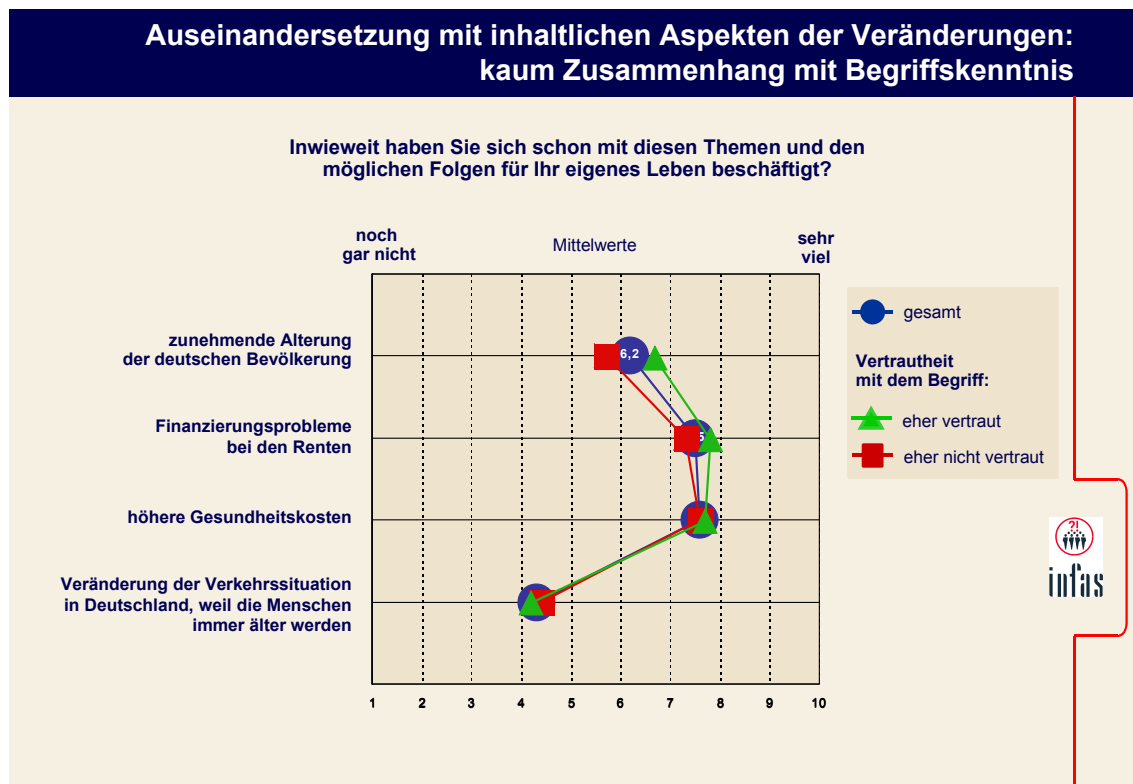 Auseinandersetzung mit inhaltlichen Aspekten der Veränderungen:
kaum Zusammenhang mit Begriffskenntnis
Inwieweit haben Sie sich schon mit diesen Themen und den
möglichen Folgen für Ihr eigenes Leben beschäftigt?
noch
gar nicht
Mittelwerte
sehr
viel
zunehmende Alterung
der deutschen Bevölkerung
6,2
Finanzierungsprobleme
bei den Renten
höhere Gesundheitskosten
Veränderung der Verkehrssituation
in Deutschland, weil die Menschen
immer älter werden
1 2 3 4 5 6 7 8 9 10
gesamt
Vertrautheit
mit dem Begriff:
eher vertraut
eher nicht vertraut
?!
infas